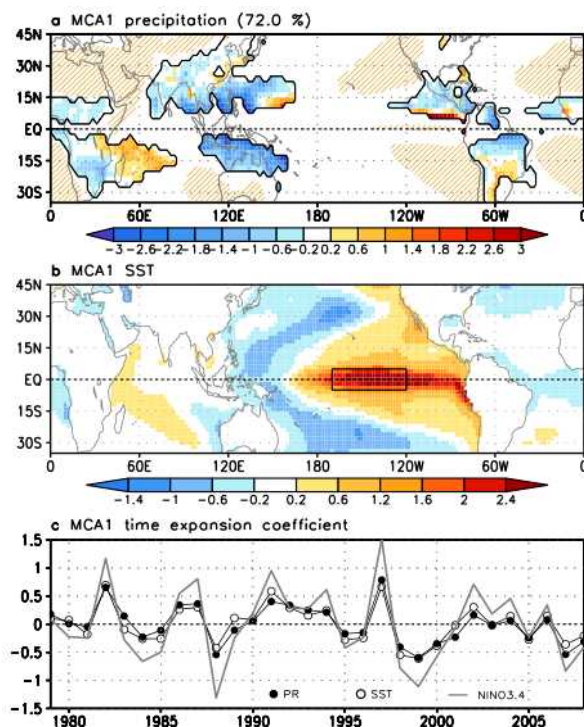 a MCA1 precipitation (72.0 %)
45N
30N
15N
EQ
15S
30S
0 60E 120E 180 120W 60W 0
-3 -2.6 -2.2 -1.8 -1.4 -1 -0.6 -0.2 0.2 0.6 1 1.4 1.8 2.2 2.6 3
b MCA1 SST
45N
30N
15N
EQ
15S
30S
0 60E 120E 180 120W 60W 0
-1.4 -1 -0.6 -0.2 0.2 0.6 1.2 1.6 2 2.4
c MCA1 time expansion coefficient
1.5
1
0.5
0
-0.5
-1
-1.5
PR SST NINO3.4
1980 1985 1990 1995 2000 2005